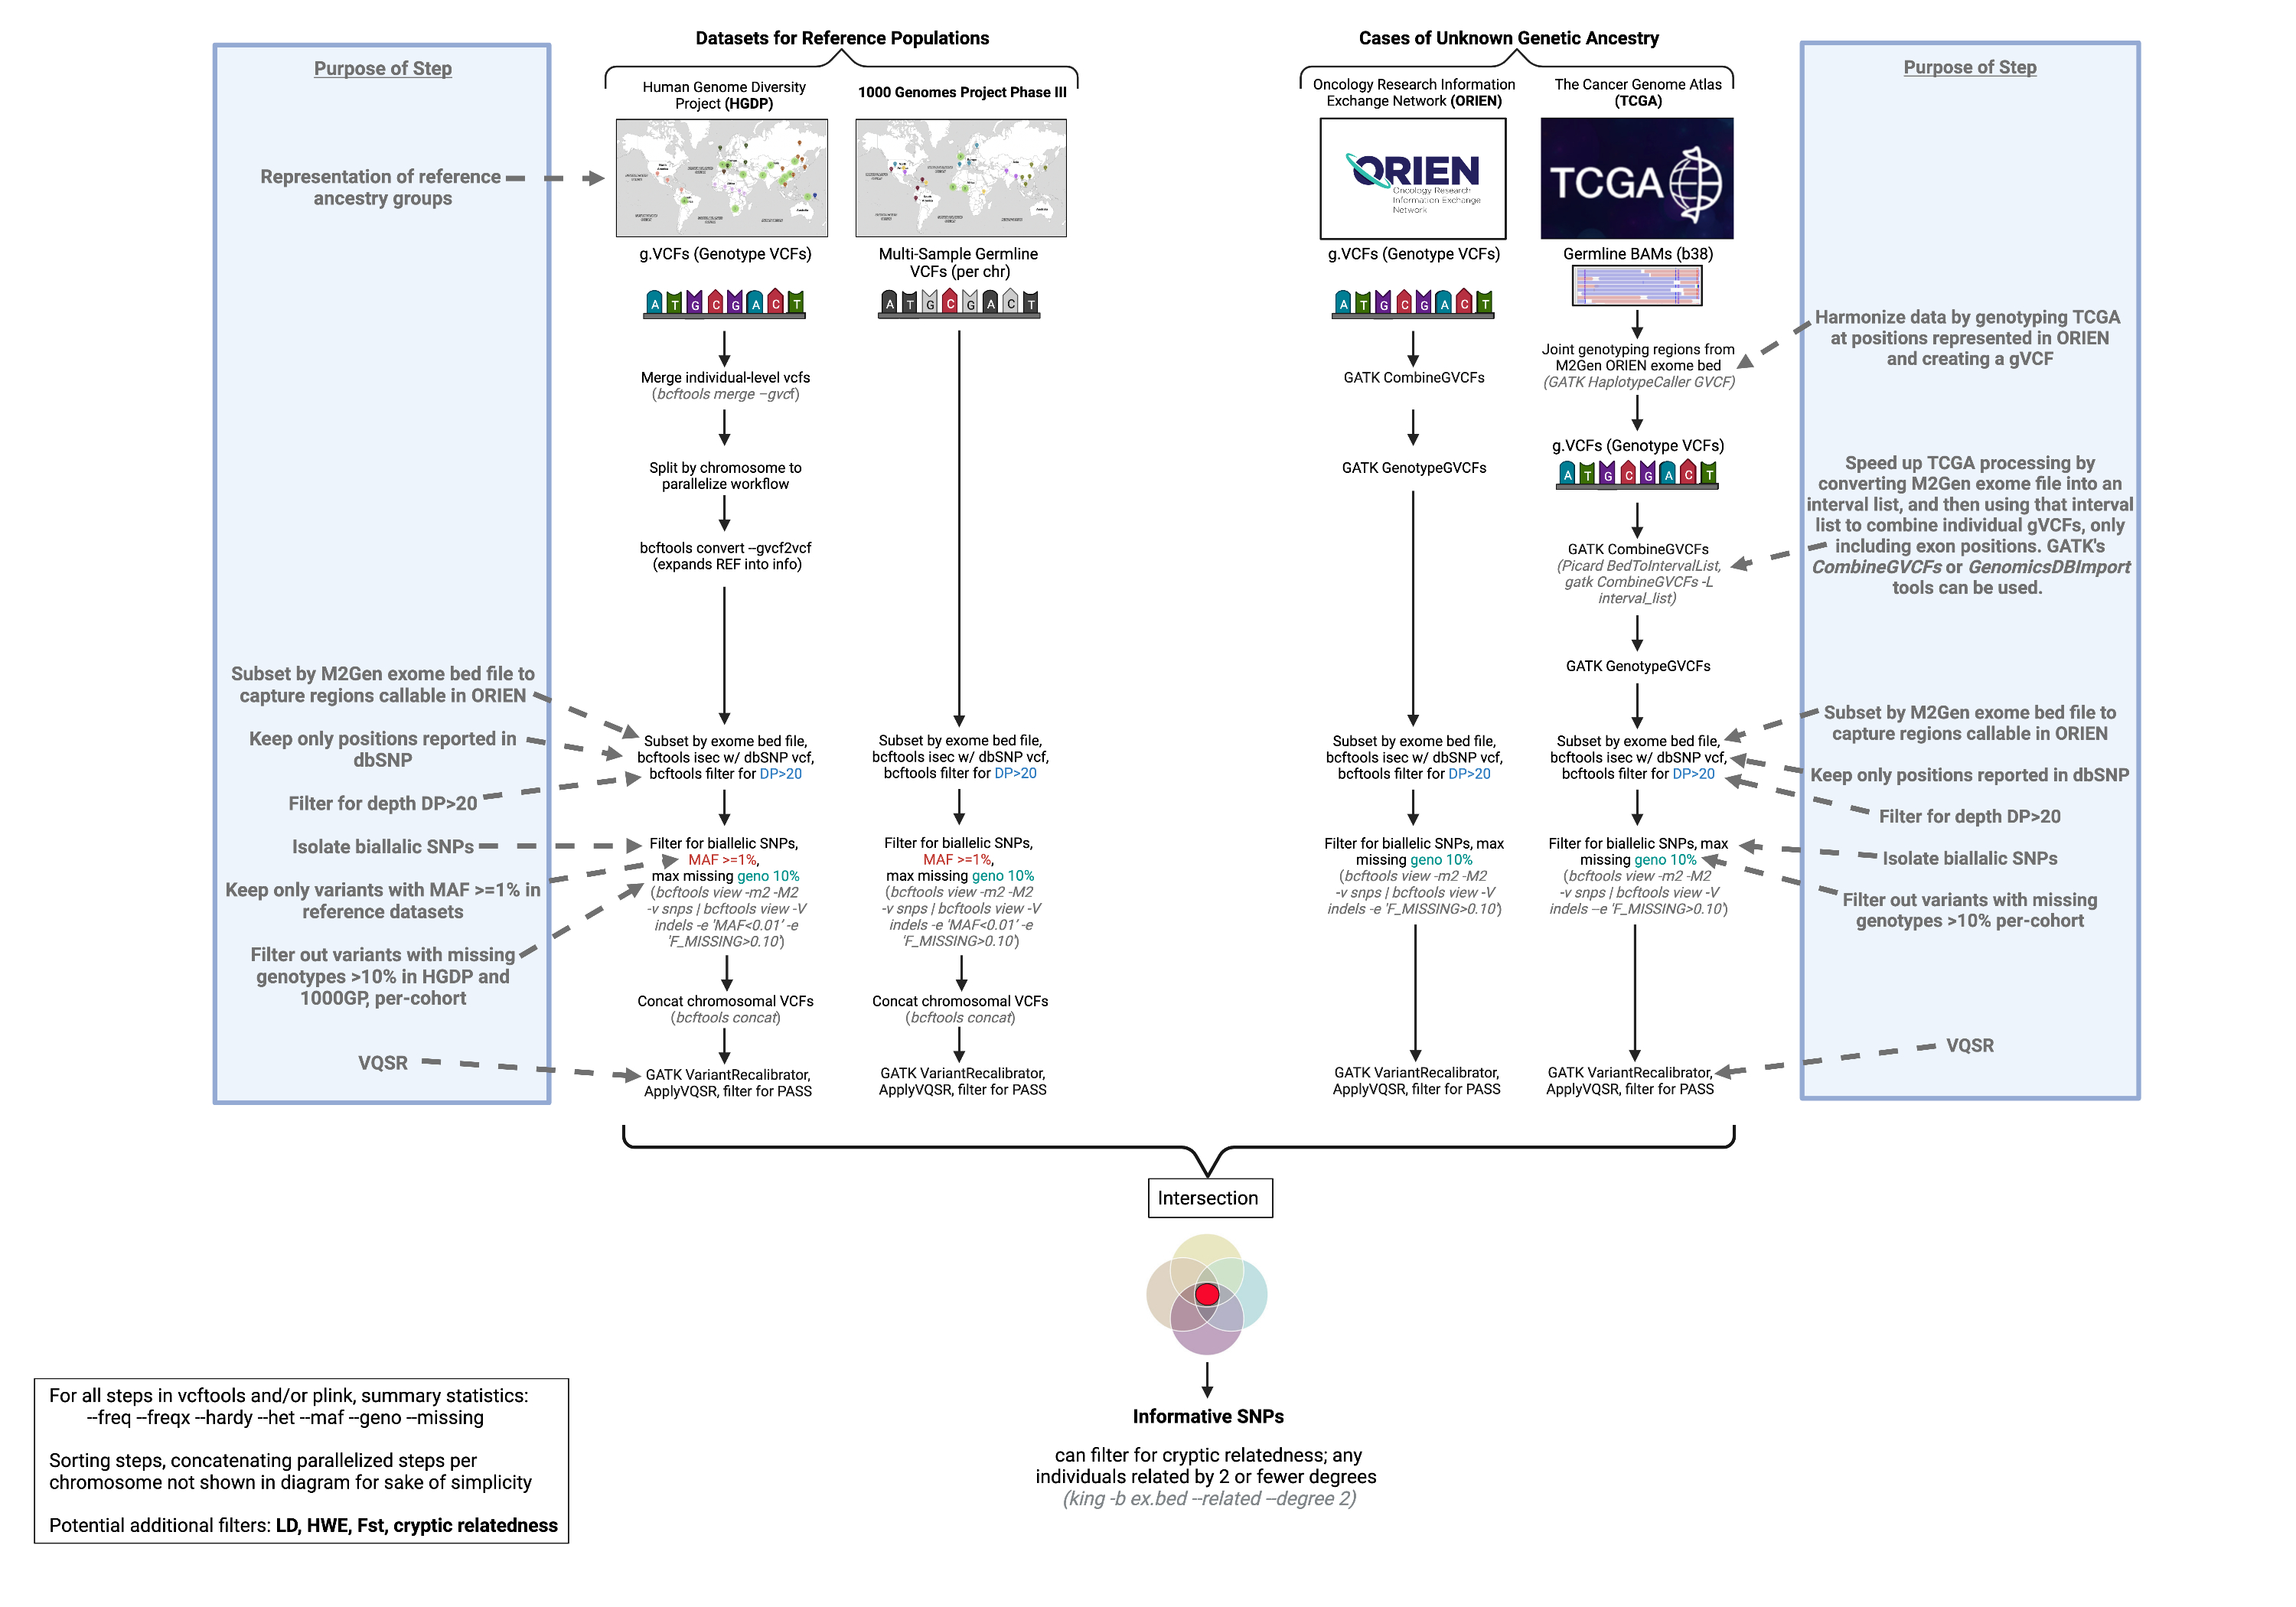 Datasets for Reference Populations
Cases of Unknown Genetic Ancestry
Purpose of Step
Representation of reference
ancestry groups
Subset by M2Gen exome bed file to
capture regions callable in ORIEN
Keep only positions reported in
dbSNP
Filter for depth DP>20
Isolate biallalic SNPs
Keep only variants with MAF >=1% in
reference datasets
Filter out variants with missing
genotypes >10% in HGDP and
1000GP, per-cohort
VQSR
Human Genome Diversity
Project (HGDP)
g.VCFs (Genotype VCFs)
A T G C G A C T
Merge individual-level vcfs
(bcftools merge –gvcf)
Split by chromosome to
parallelize workflow
bcftools convert --gvcf2vcf
(expands REF into info)
Subset by exome bed file,
bcftools isec w/ dbSNP vcf,
bcftools filter for DP>20
Filter for biallelic SNPs,
MAF >=1%,
max missing geno 10%
(bcftools view -m2 -M2
-v snps | bcftools view -V
indels -e 'MAF<0.01’ -e
'F_MISSING>0.10')
Concat chromosomal VCFs
(bcftools concat)
GATK VariantRecalibrator,
ApplyVQSR, filter for PASS
1000 Genomes Project Phase III
Multi-Sample Germline
VCFs (per chr)
A T G C G A C T
Subset by exome bed file,
bcftools isec w/ dbSNP vcf,
bcftools filter for DP>20
Filter for biallelic SNPs,
MAF >=1%,
max missing geno 10%
(bcftools view -m2 -M2
-v snps | bcftools view -V
indels -e 'MAF<0.01’ -e
'F_MISSING>0.10')
Concat chromosomal VCFs
(bcftools concat)
GATK VariantRecalibrator,
ApplyVQSR, filter for PASS
Oncology Research Information
Exchange Network (ORIEN)
ORIEN
Oncology Research
Information Exchange
Network
g.VCFs (Genotype VCFs)
A T G C G A C T
GATK CombineGVCFs
GATK GenotypeGVCFs
Subset by exome bed file,
bcftools isec w/ dbSNP vcf,
bcftools filter for DP>20
Filter for biallelic SNPs, max
missing geno 10%
(bcftools view -m2 -M2
-v snps | bcftools view -V
indels -e 'F_MISSING>0.10')
GATK VariantRecalibrator,
ApplyVQSR, filter for PASS
The Cancer Genome Atlas
(TCGA)
TCGA
Germline BAMs (b38)
Joint genotyping regions from
M2Gen ORIEN exome bed
(GATK HaplotypeCaller GVCF)
g.VCFs (Genotype VCFs)
A T G C G A C T
GATK CombineGVCFs
(Picard BedToIntervalList,
gatk CombineGVCFs -L
interval_list)
GATK GenotypeGVCFs
Subset by exome bed file,
bcftools isec w/ dbSNP vcf,
bcftools filter for DP>20
Filter for biallelic SNPs, max
missing geno 10%
(bcftools view -m2 -M2
-v snps | bcftools view -V
indels --e 'F_MISSING>0.10')
GATK VariantRecalibrator,
ApplyVQSR, filter for PASS
Purpose of Step
Harmonize data by genotyping TCGA
at positions represented in ORIEN
and creating a gVCF
Speed up TCGA processing by
converting M2Gen exome file into an
interval list, and then using that interval
list to combine individual gVCFs, only
including exon positions. GATK's
CombineGVCFs or GenomicsDBImport
tools can be used.
Subset by M2Gen exome bed file to
capture regions callable in ORIEN
Keep only positions reported in dbSNP
Filter for depth DP>20
Isolate biallalic SNPs
Filter out variants with missing
genotypes >10% per-cohort
VQSR
Intersection
Informative SNPs
can filter for cryptic relatedness; any
individuals related by 2 or fewer degrees
(king -b ex.bed --related --degree 2)
For all steps in vcftools and/or plink, summary statistics:
--freq --freqx --hardy --het --maf --geno --missing
Sorting steps, concatenating parallelized steps per
chromosome not shown in diagram for sake of simplicity
Potential additional filters: LD, HWE, Fst, cryptic relatedness